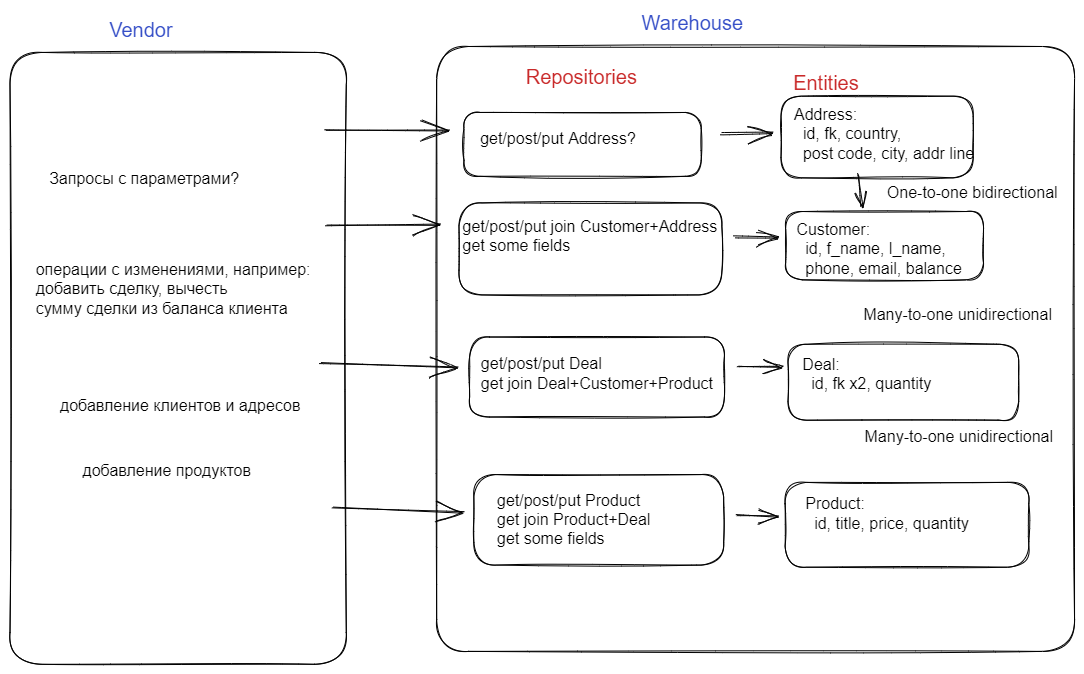 Vendor
Запросы с параметрами?
операции с изменениями, например:
добавить сделку, вычесть
сумму сделки из баланса клиента
добавление клиентов и адресов
добавление продуктов
Warehouse
Repositories
get/post/put Address?
get/post/put join Customer+Address
get some fields
get/post/put Deal
get join Deal+Customer+Product
get/post/put Product
get join Product+Deal
get some fields
Entities
Address:
id, fk, country,
post code, city, addr line
One-to-one bidirectional
Customer:
id, f_name, l_name,
phone, email, balance
Many-to-one unidirectional
Deal:
id, fk x2, quantity
Many-to-one unidirectional
Product:
id, title, price, quantity